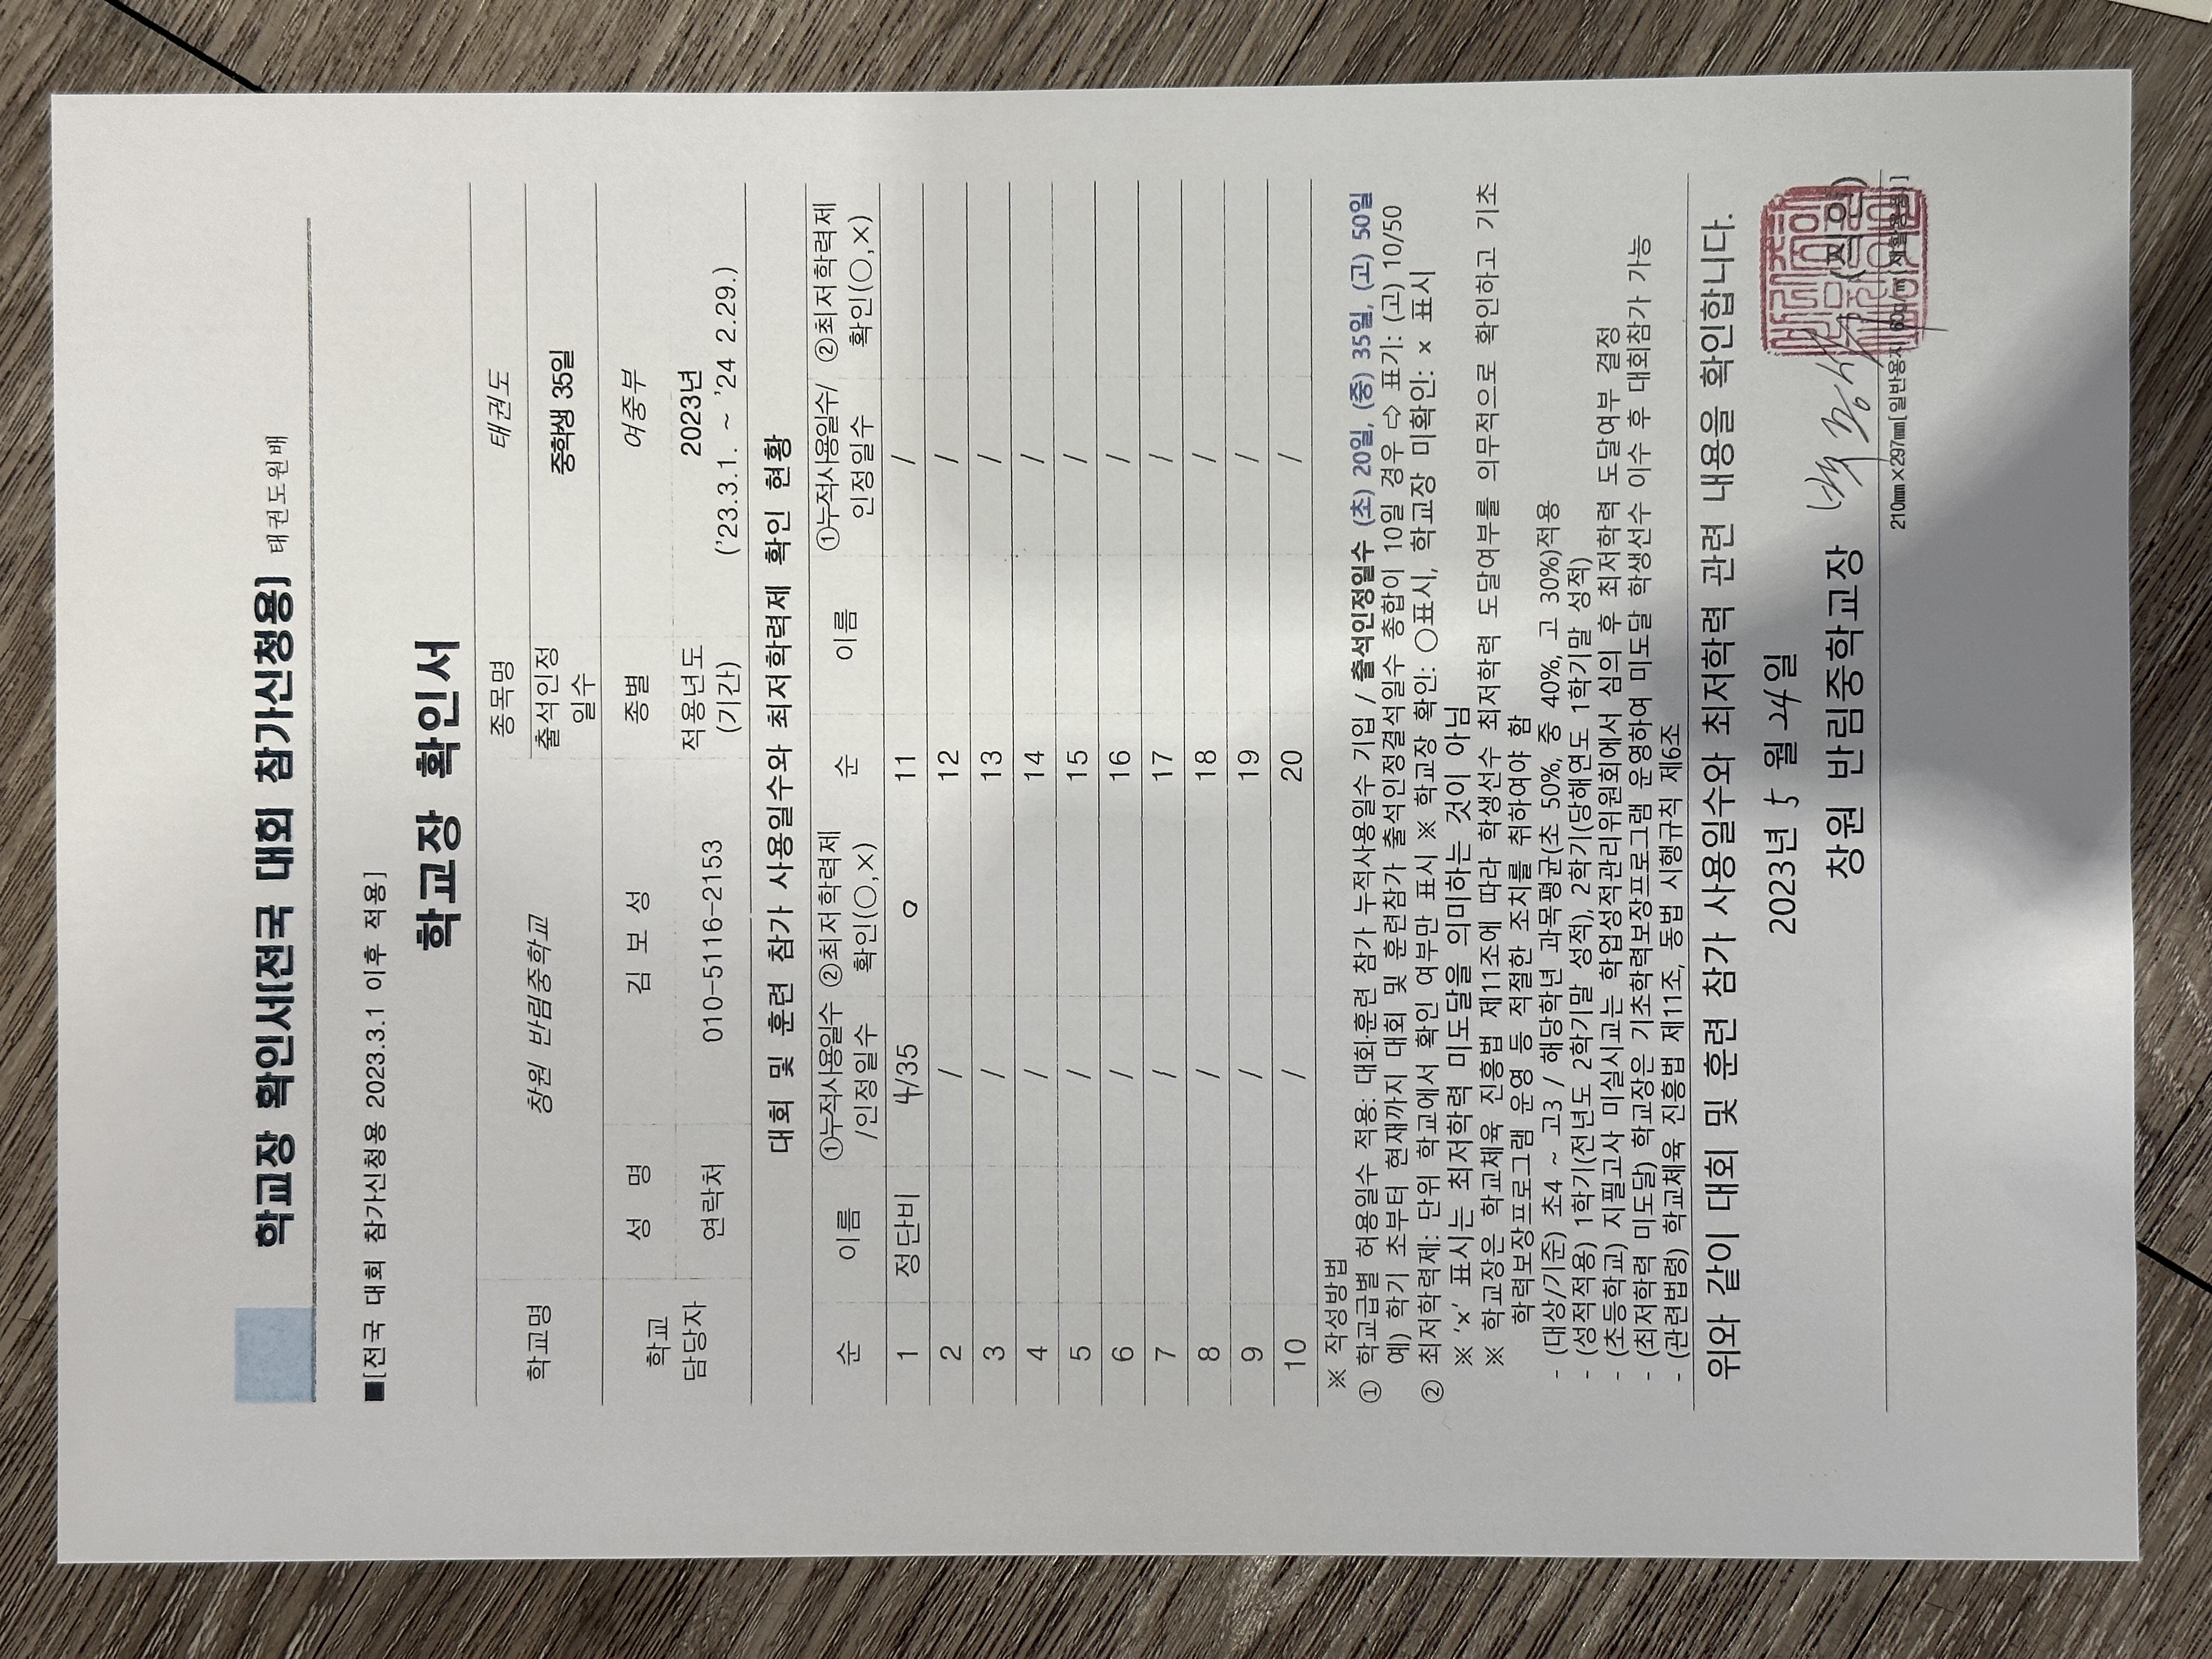 학교장 확인서[전국 대회 참가신청용] 태권도원배
■[전국 대회 참가신청용 2023.3.1 이후 적용]
학교장 확인서
학교명 창원 반림중학교 종목명 태권도
출석인정 일수 중학생 35일
학교 담당자 성 명 김 보 성 종별 여중부
연락처 010-5116-2153 적용년도 (기간) 2023년 ('23.3.1. ~ '24 2.29.)
대회 및 훈련 참가 사용일수와 최저학력제 확인 현황
순 이름 ①누적사용일수 /인정일수 ②최저학력제 확인(○,×) 순 이름 ①누적사용일수/ 인정일수 ②최저학력제 확인(○,×)
1 정단비 4/35 ○ 11 /
2 / 12 /
3 / 13 /
4 / 14 /
5 / 15 /
6 / 16 /
7 / 17 /
8 / 18 /
9 / 19 /
10 / 20 /
※ 작성방법
① 학교급별 허용일수 적용: 대회·훈련 참가 누적사용일수 기입 / 출석인정일수 (초) 20일, (중) 35일, (고) 50일
예) 학기 초부터 현재까지 대회 및 훈련참가 출석인정결석일수 총합이 10일 경우 ⇨ 표기: (고) 10/50
② 최저학력제: 단위 학교에서 확인 여부만 표시 ※ 학교장 확인: ○표시, 학교장 미확인: × 표시
※ '×' 표시는 최저학력 미도달을 의미하는 것이 아님
※ 학교장은 학교체육 진흥법 제11조에 따라 학생선수 최저학력 도달여부를 의무적으로 확인하고 기초
학력보장프로그램 운영 등 적절한 조치를 취하여야 함
- (대상/기준) 초4 ~ 고3 / 해당학년 과목평균(초 50%, 중 40%, 고 30%)적용
- (성적적용) 1학기(전년도 2학기말 성적), 2학기(당해연도 1학기말 성적)
- (초등학교) 지필고사 미실시교는 학업성적관리위원회에서 심의 후 최저학력 도달여부 결정
- (최저학력 미도달) 학교장은 기초학력보장프로그램 운영하여 미도달 학생선수 이수 후 대회참가 가능
- (관련법령) 학교체육 진흥법 제11조, 동법 시행규칙 제6조
위와 같이 대회 및 훈련 참가 사용일수와 최저학력 관련 내용을 확인합니다.
2023년 5 월 24일
창원 반림중학교장 (직인)
210㎜×297㎜[일반용지 60g/㎡(재활용품)]